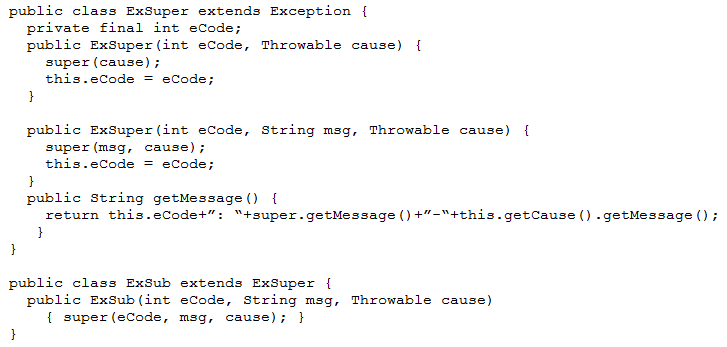 public class ExSuper extends Exception {
  private final int eCode;
  public ExSuper(int eCode, Throwable cause) {
    super(cause);
    this.eCode = eCode;
  }

  public ExSuper(int eCode, String msg, Throwable cause) {
    super(msg, cause);
    this.eCode = eCode;
  }
  public String getMessage() {
    return this.eCode+”: “+super.getMessage()+”-“+this.getCause().getMessage();
   }
}

public class ExSub extends ExSuper {
  public ExSub(int eCode, String msg, Throwable cause)
    { super(eCode, msg, cause); }
}